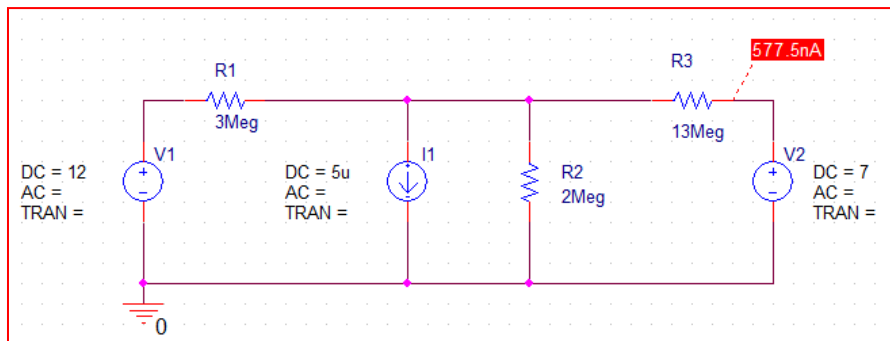 577.5nA
R1
R3
3Meg
13Meg
V1
I1
V2
DC = 12
AC =
TRAN =
DC = 5u
AC =
TRAN =
R2
2Meg
DC = 7
AC =
TRAN =
0